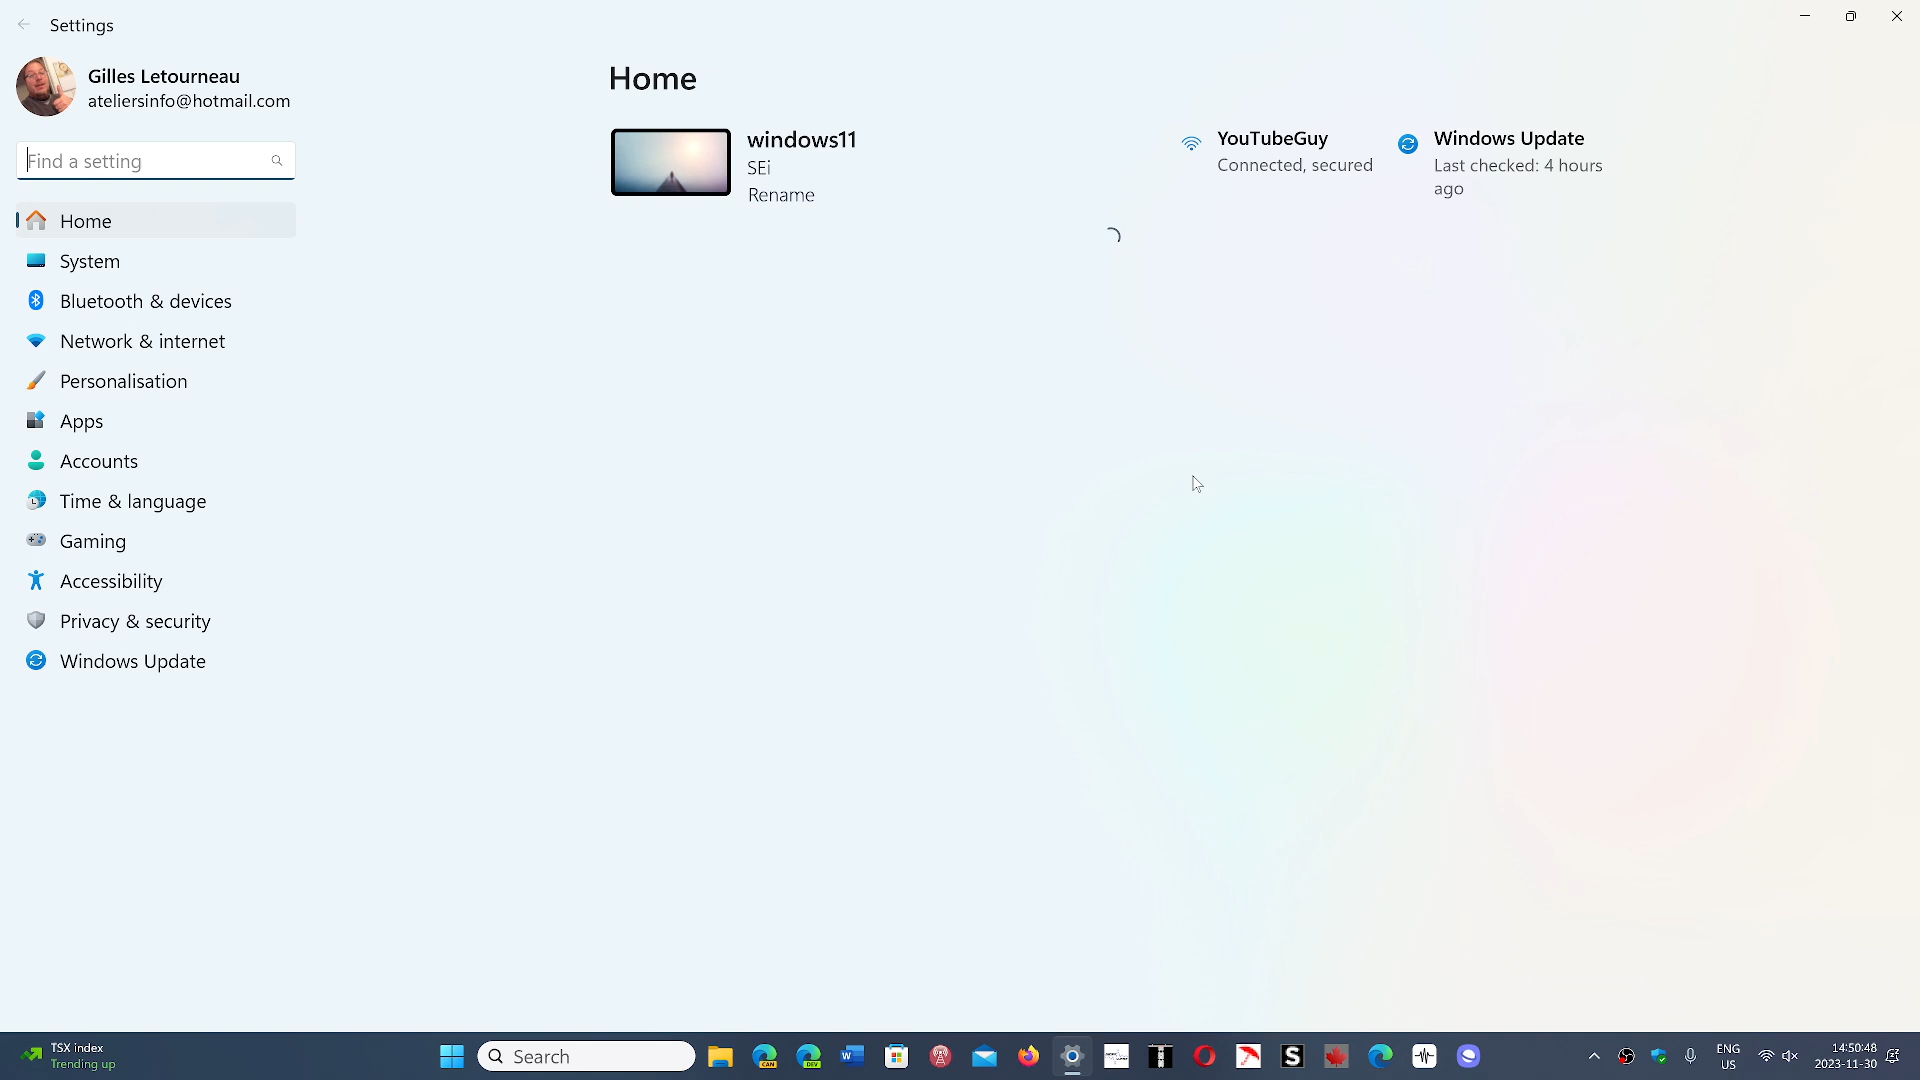 Settings
Gilles Letourneau
ateliersinfo@hotmail.com
Find a setting
Home
System
Bluetooth & devices
Network & internet
Personalisation
Apps
Accounts
Time & language
Gaming
Accessibility
Privacy & security
Windows Update
Home
windows11
SEi
Rename
YouTubeGuy
Connected, secured
Windows Update
Last checked: 4 hours
ago
TSX index
Trending up
Search
CAN
DEV
W
S
ENG
US
14:50:48
2023-11-30